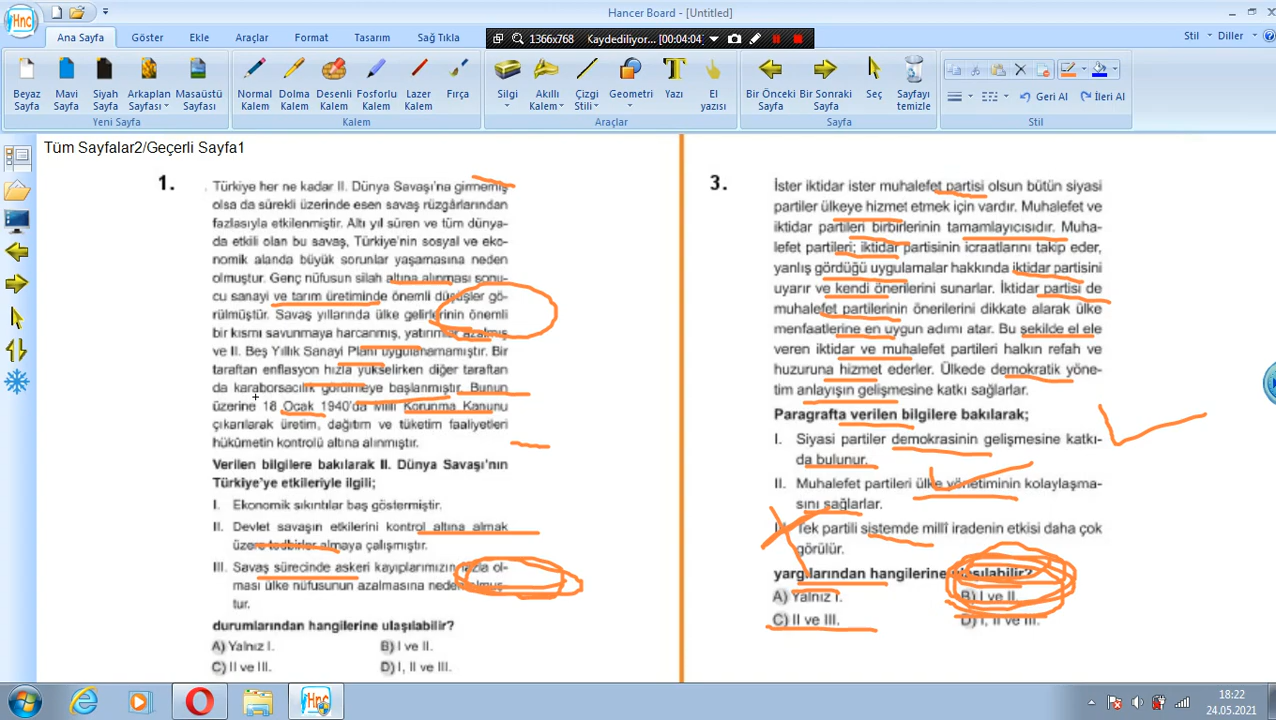 Hancer Board - [Untitled]
Ana Sayfa Göster Ekle Araçlar Format Tasarım Sağ Tıkla
1366x768 Kaydediliyor... [00:04:04]
Stil Diller
Beyaz Sayfa
Mavi Sayfa
Siyah Sayfa
Arkaplan Sayfası
Masaüstü Sayfası
Yeni Sayfa
Normal Kalem
Dolma Kalem
Desenli Kalem
Fosforlu Kalem
Lazer Kalem
Fırça
Kalem
Silgi
Akıllı Kalem
Çizgi Stili
Geometri
Yazı
El yazısı
Araçlar
Bir Önceki Sayfa
Bir Sonraki Sayfa
Seç
Sayfayı temizle
Sayfa
Geri Al
İleri Al
Stil
Tüm Sayfalar2/Geçerli Sayfa1
1.
Türkiye her ne kadar II. Dünya Savaşı'na girmemiş
olsa da sürekli üzerinde esen savaş rüzgârlarından
fazlasıyla etkilenmiştir. Altı yıl süren ve tüm dünya-
da etkili olan bu savaş, Türkiye'nin sosyal ve eko-
nomik alanda büyük sorunlar yaşamasına neden
olmuştur. Genç nüfusun silah altına alınması sonu-
cu sanayi ve tarım üretiminde önemli düşüşler gö-
rülmüştür. Savaş yıllarında ülke gelirlerinin önemli
bir kısmı savunmaya harcanmış, yatırımlar azalmış
ve II. Beş Yıllık Sanayi Planı uygulanamamıştır. Bir
taraftan enflasyon hızla yükselirken diğer taraftan
da karaborsacılık görülmeye başlanmıştır. Bunun
üzerine 18 Ocak 1940'da Milli Korunma Kanunu
çıkarılarak üretim, dağıtım ve tüketim faaliyetleri
hükûmetin kontrolü altına alınmıştır.
Verilen bilgilere bakılarak II. Dünya Savaşı'nın
Türkiye'ye etkileriyle ilgili;
I. Ekonomik sıkıntılar baş göstermiştir.
II. Devlet savaşın etkilerini kontrol altına almak
üzere tedbirler almaya çalışmıştır.
III. Savaş sürecinde askeri kayıplarımızın fazla ol-
ması ülke nüfusunun azalmasına neden olmuş-
tur.
durumlarından hangilerine ulaşılabilir?
A) Yalnız I. B) I ve II.
C) II ve III. D) I, II ve III.
3.
İster iktidar ister muhalefet partisi olsun bütün siyasi
partiler ülkeye hizmet etmek için vardır. Muhalefet ve
iktidar partileri birbirlerinin tamamlayıcısıdır. Muha-
lefet partileri; iktidar partisinin icraatlarını takip eder,
yanlış gördüğü uygulamalar hakkında iktidar partisini
uyarır ve kendi önerilerini sunarlar. İktidar partisi de
muhalefet partilerinin önerilerini dikkate alarak ülke
menfaatlerine en uygun adımı atar. Bu şekilde el ele
veren iktidar ve muhalefet partileri halkın refah ve
huzuruna hizmet ederler. Ülkede demokratik yöne-
tim anlayışın gelişmesine katkı sağlarlar.
Paragrafta verilen bilgilere bakılarak;
I. Siyasi partiler demokrasinin gelişmesine katkı-
da bulunur.
II. Muhalefet partileri ülke yönetiminin kolaylaşma-
sını sağlarlar.
Tek partili sistemde millî iradenin etkisi daha çok
görülür.
yargılarından hangilerine ulaşılabilir?
A) Yalnız I. B) I ve II.
C) II ve III. D) I, II ve III.
18:22
24.05.2021